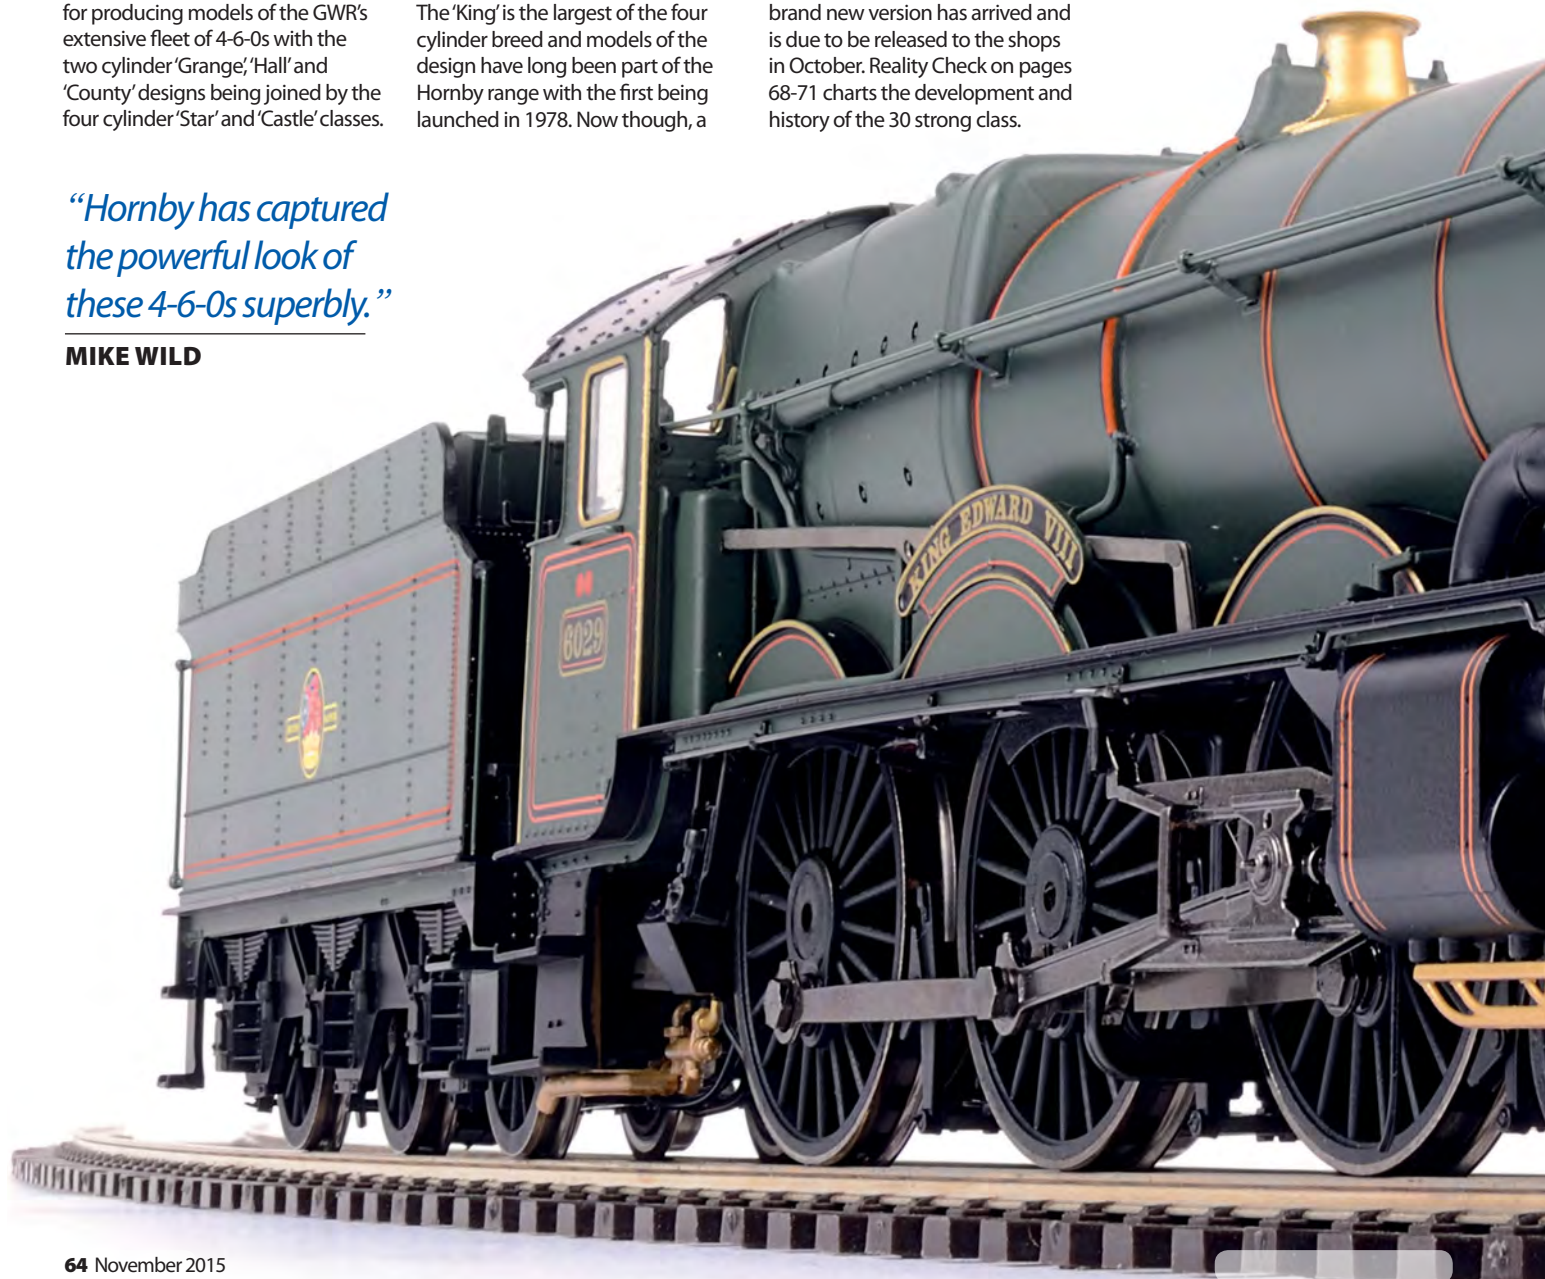 for producing models of the GWR's
extensive fleet of 4-6-0s with the
two cylinder 'Grange', 'Hall' and
'County' designs being joined by the
four cylinder 'Star' and 'Castle' classes.
The 'King' is the largest of the four
cylinder breed and models of the
design have long been part of the
Hornby range with the first being
launched in 1978. Now though, a
brand new version has arrived and
is due to be released to the shops
in October. Reality Check on pages
68-71 charts the development and
history of the 30 strong class.
“Hornby has captured
the powerful look of
these 4-6-0s superbly.”
MIKE WILD
KING EDWARD VIII
6029
64 November 2015